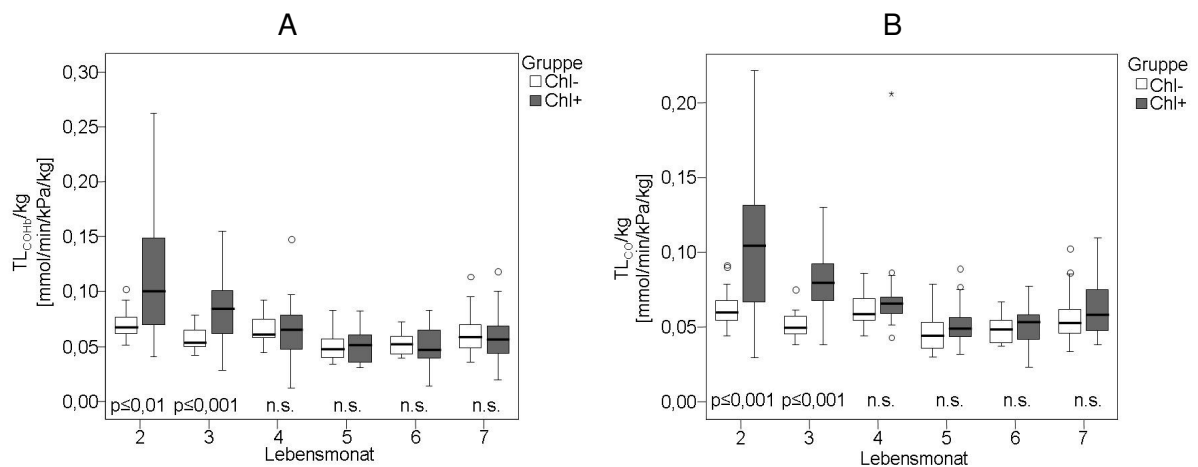 A
Gruppe
Chl-
Chl+
0,30
0,25
0,20
0,15
0,10
0,05
0,00
TL_COHb/kg
[mmol/min/kPa/kg]
p≤0,01 p≤0,001 n.s. n.s. n.s. n.s.
2 3 4 5 6 7
Lebensmonat
B
Gruppe
Chl-
Chl+
0,20
0,15
0,10
0,05
0,00
TL_CO/kg
[mmol/min/kPa/kg]
p≤0,001 p≤0,001 n.s. n.s. n.s. n.s.
2 3 4 5 6 7
Lebensmonat